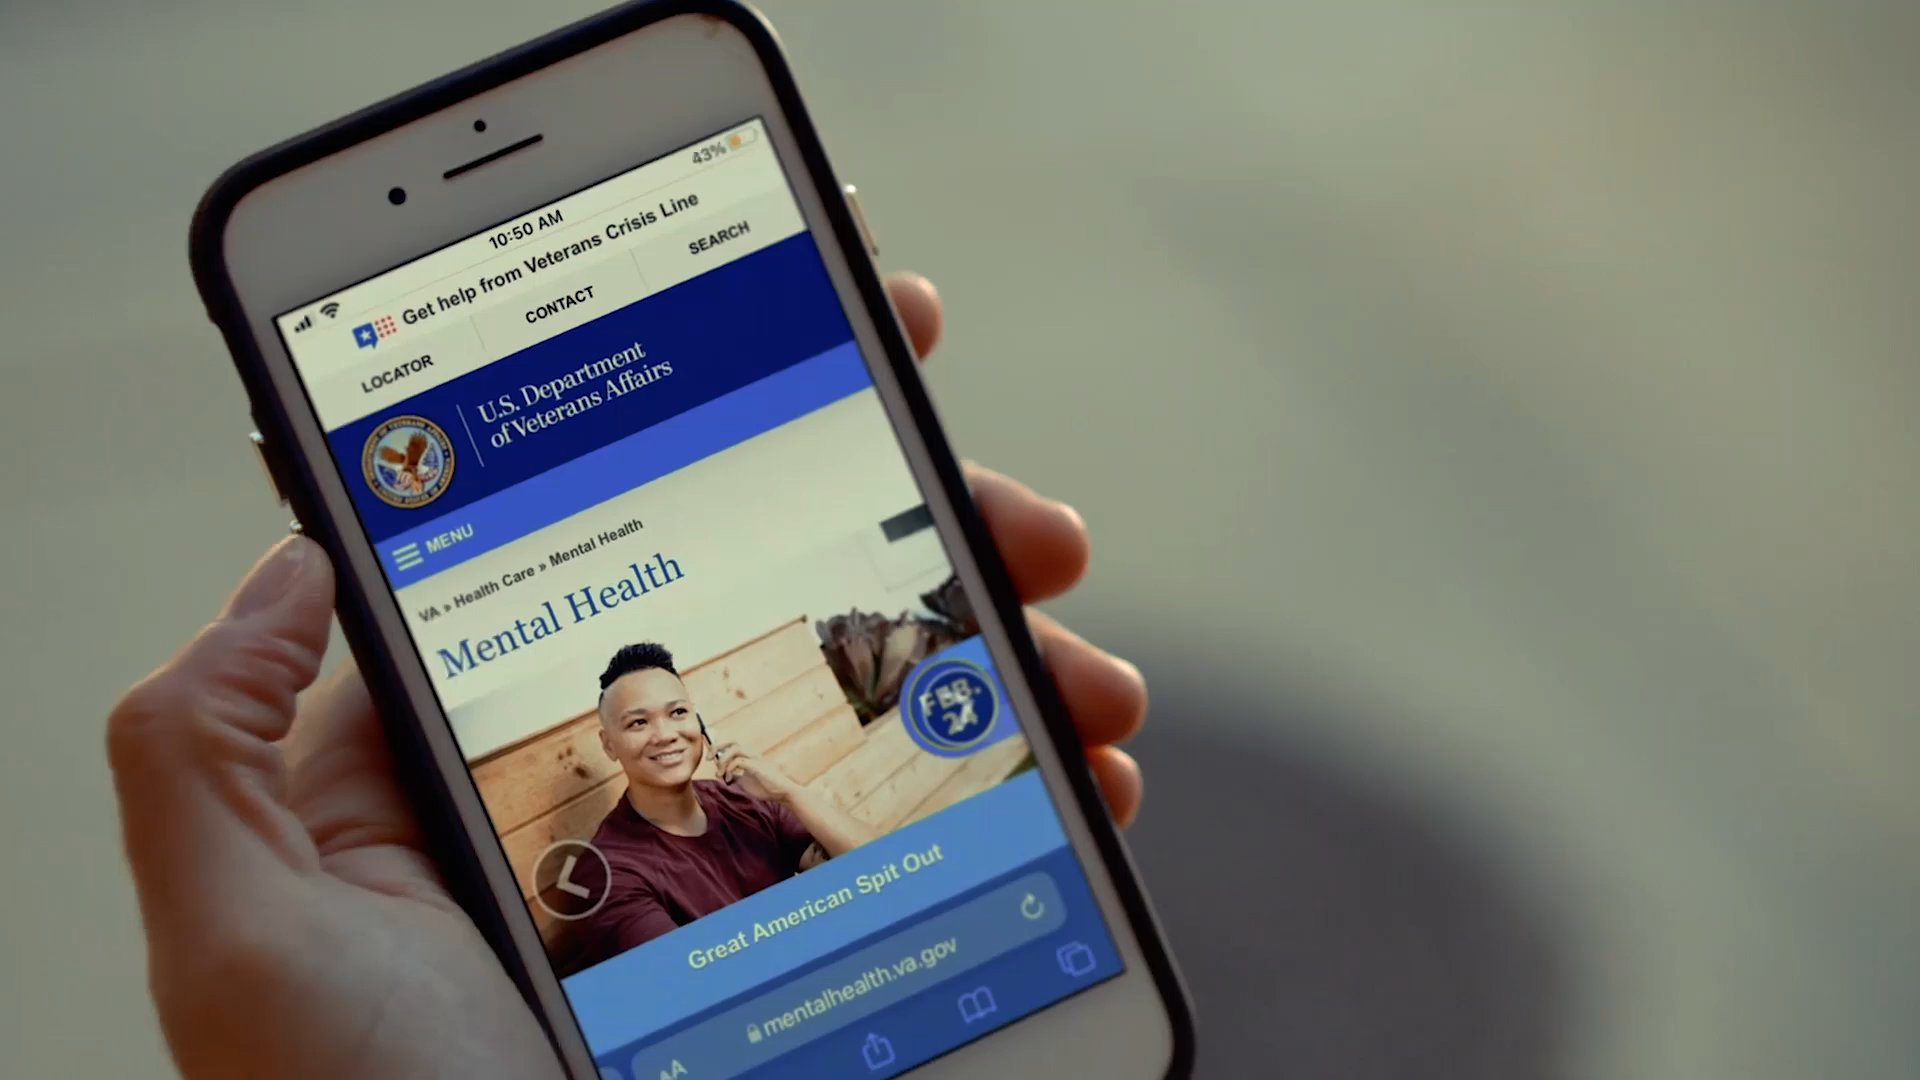 10:50 AM
43%
Get help from Veterans Crisis Line
LOCATOR
CONTACT
SEARCH
U.S. Department
of Veterans Affairs
MENU
VA » Health Care » Mental Health
Mental Health
FEB.
24
Great American Spit Out
AA
mentalhealth.va.gov